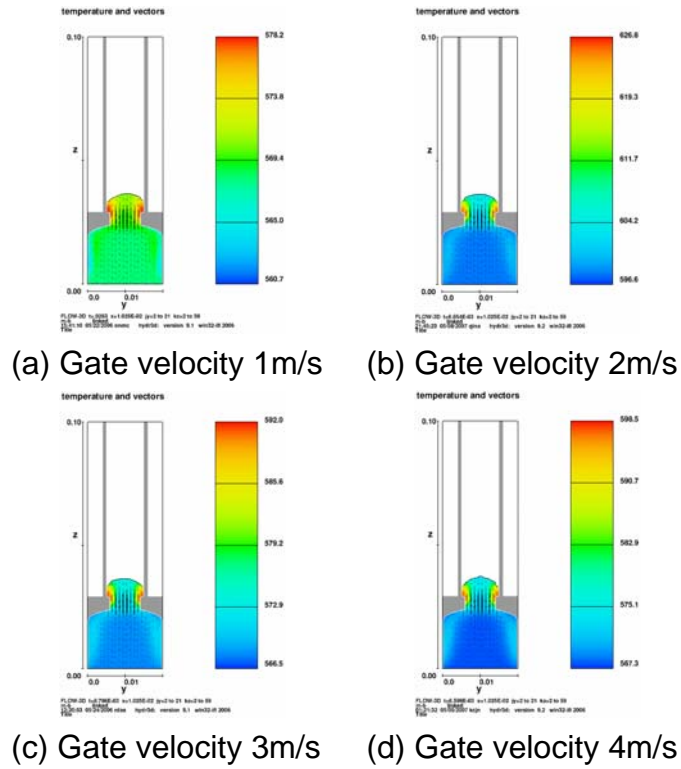 temperature and vectors
temperature and vectors
0.10
z
0.00
0.0
0.01
y
578.2
573.8
569.4
565.0
560.7
0.10
z
0.00
0.0
0.01
y
626.8
619.3
611.7
604.2
596.6
Title
Title
(a) Gate velocity 1m/s
(b) Gate velocity 2m/s
temperature and vectors
temperature and vectors
0.10
z
0.00
0.0
0.01
y
592.0
585.6
579.2
572.9
566.5
0.10
z
0.00
0.0
0.01
y
598.5
590.7
582.9
575.1
567.3
Title
Title
(c) Gate velocity 3m/s
(d) Gate velocity 4m/s